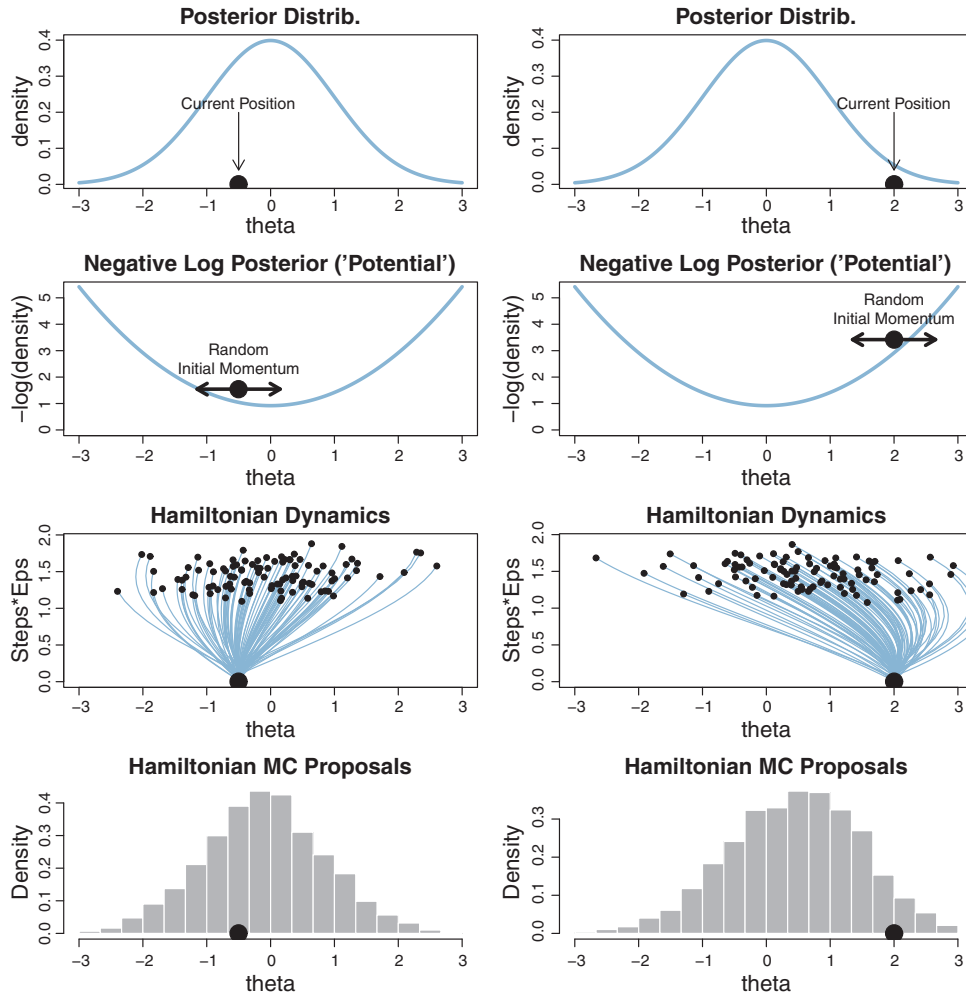 Posterior Distrib.
density
0.0 0.1 0.2 0.3 0.4
Current Position
−3 −2 −1 0 1 2 3
theta
Posterior Distrib.
density
0.0 0.1 0.2 0.3 0.4
Current Position
−3 −2 −1 0 1 2 3
theta
Negative Log Posterior ('Potential')
−log(density)
0 1 2 3 4 5
Random
Initial Momentum
−3 −2 −1 0 1 2 3
theta
Negative Log Posterior ('Potential')
−log(density)
0 1 2 3 4 5
Random
Initial Momentum
−3 −2 −1 0 1 2 3
theta
Hamiltonian Dynamics
Steps*Eps
0.0 0.5 1.0 1.5 2.0
−3 −2 −1 0 1 2 3
theta
Hamiltonian Dynamics
Steps*Eps
0.0 0.5 1.0 1.5 2.0
−3 −2 −1 0 1 2 3
theta
Hamiltonian MC Proposals
Density
0.0 0.1 0.2 0.3 0.4
−3 −2 −1 0 1 2 3
theta
Hamiltonian MC Proposals
Density
0.0 0.1 0.2 0.3
−3 −2 −1 0 1 2 3
theta